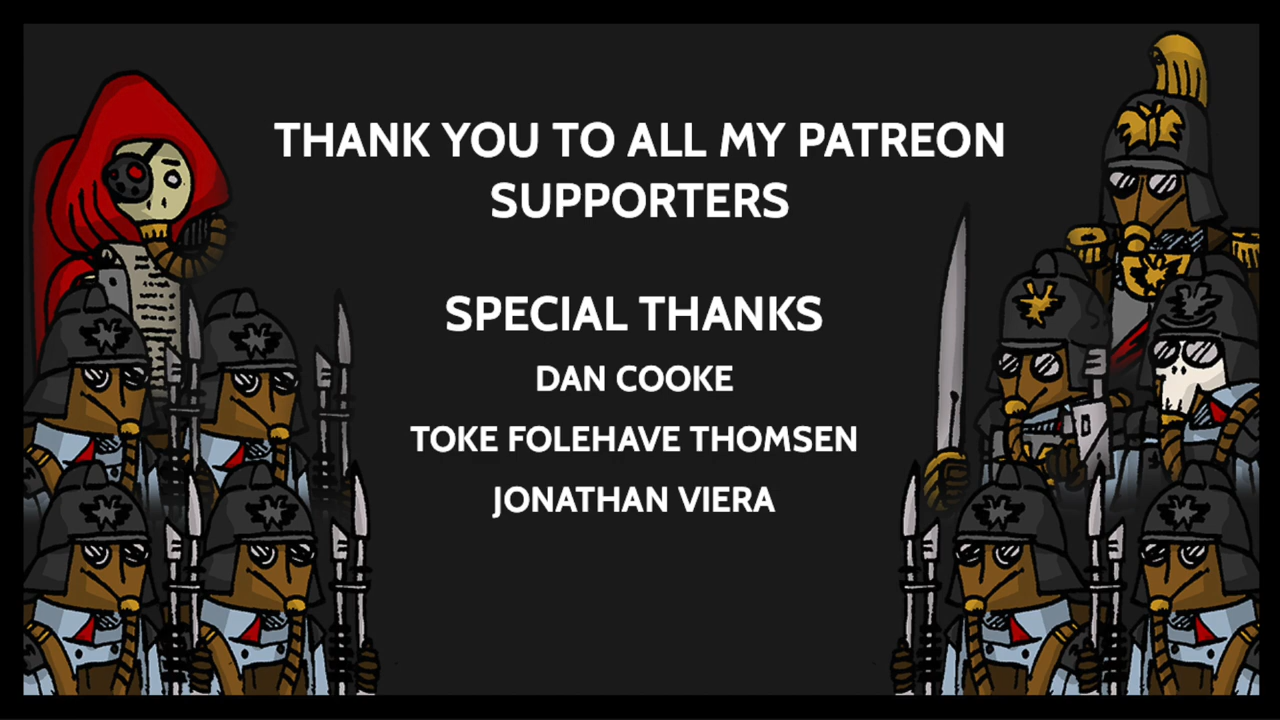 THANK YOU TO ALL MY PATREON
SUPPORTERS
SPECIAL THANKS
DAN COOKE
TOKE FOLEHAVE THOMSEN
JONATHAN VIERA